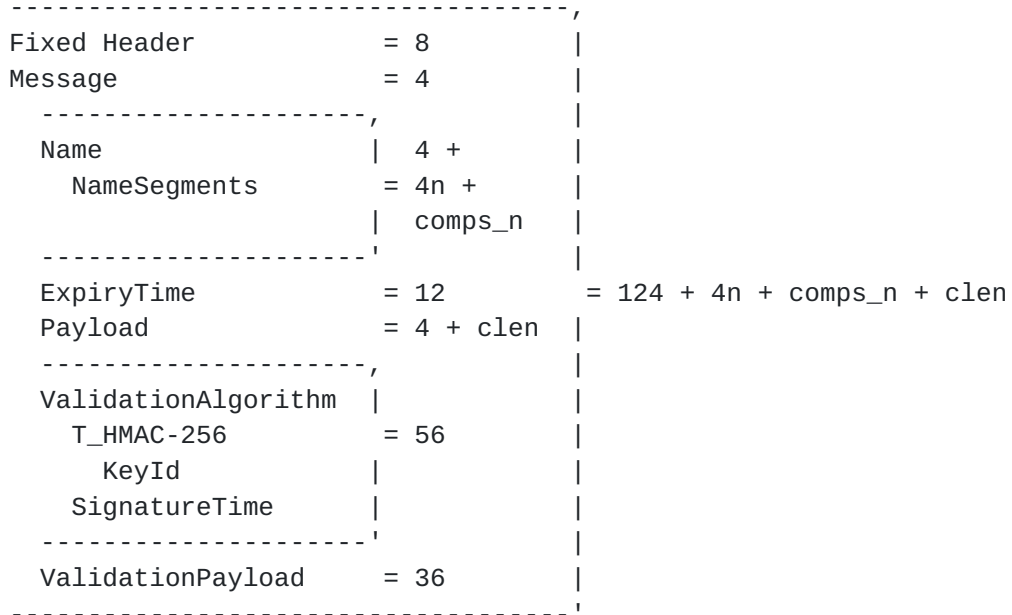 ------------------------------------,
Fixed Header            = 8         |
Message                 = 4         |
  ---------------------,            |
  Name                 |  4 +       |
    NameSegments        = 4n +      |
                       |  comps_n   |
  ---------------------'            |
  ExpiryTime            = 12         = 124 + 4n + comps_n + clen
  Payload               = 4 + clen  |
  ---------------------,            |
  ValidationAlgorithm  |            |
    T_HMAC-256          = 56        |
      KeyId            |            |
    SignatureTime      |            |
  ---------------------'            |
  ValidationPayload     = 36        |
------------------------------------'